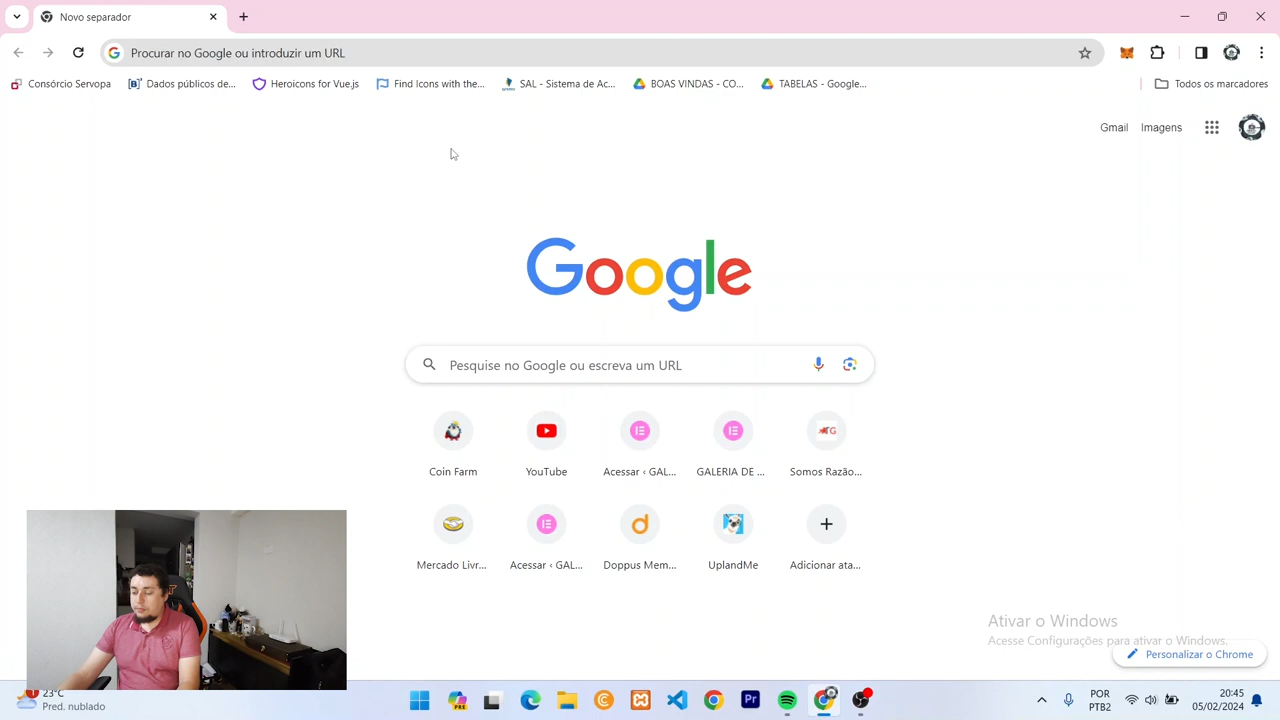 Novo separador
Procurar no Google ou introduzir um URL
Consórcio Servopa
Dados públicos de...
Heroicons for Vue.js
Find Icons with the...
SAL - Sistema de Ac...
BOAS VINDAS - CO...
TABELAS - Google...
Todos os marcadores
Gmail
Imagens
Google
Pesquise no Google ou escreva um URL
Coin Farm
YouTube
Acessar ‹ GAL...
GALERIA DE ...
Somos Razão...
Mercado Livr...
Acessar ‹ GAL...
Doppus Mem...
UplandMe
Adicionar ata...
Ativar o Windows
Acesse Configurações para ativar o Windows.
Personalizar o Chrome
23°C
Pred. nublado
PRE
Pr
POR
PTB2
20:45
05/02/2024